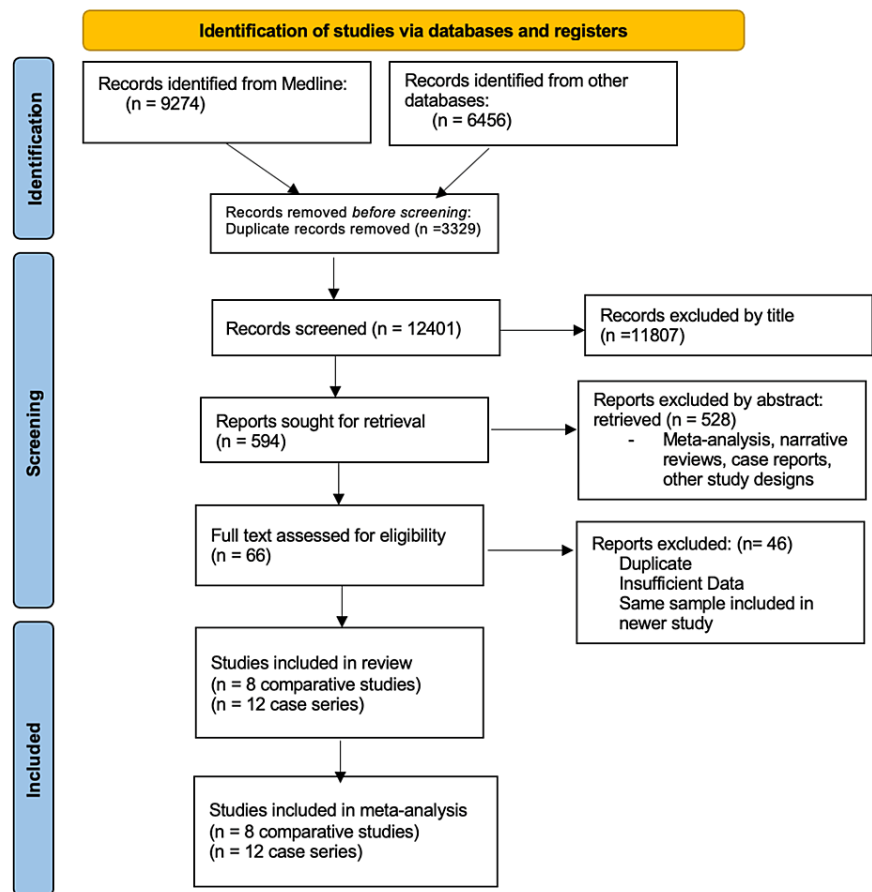 Identification of studies via databases and registers
Identification
Records identified from Medline:
(n = 9274)
Records identified from other
databases:
(n = 6456)
Records removed before screening:
Duplicate records removed (n =3329)
Screening
Records screened (n = 12401)
Records excluded by title
(n =11807)
Reports sought for retrieval
(n = 594)
Reports excluded by abstract:
retrieved (n = 528)
- Meta-analysis, narrative
reviews, case reports,
other study designs
Full text assessed for eligibility
(n = 66)
Reports excluded: (n= 46)
Duplicate
Insufficient Data
Same sample included in
newer study
Included
Studies included in review
(n = 8 comparative studies)
(n = 12 case series)
Studies included in meta-analysis
(n = 8 comparative studies)
(n = 12 case series)